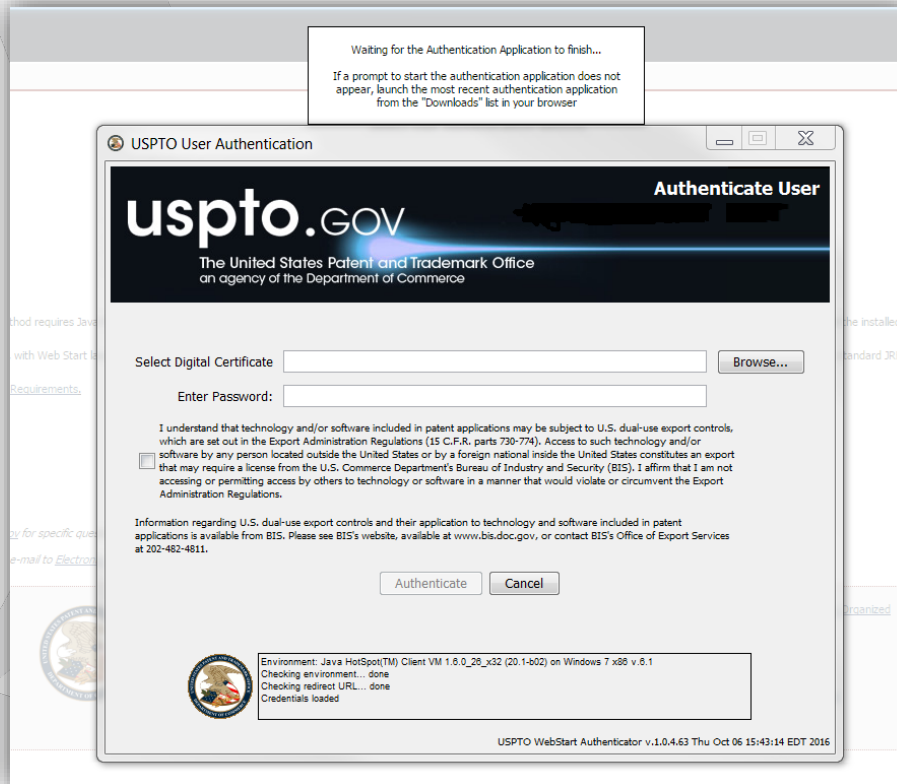 Waiting for the Authentication Application to finish...
If a prompt to start the authentication application does not
appear, launch the most recent authentication application
from the "Downloads" list in your browser
USPTO User Authentication
Authenticate User
uspto.GOV
The United States Patent and Trademark Office
an agency of the Department of Commerce
thod requires Java
the installed
Select Digital Certificate
Browse...
with Web Start la
tandard JR
Requirements.
Enter Password:
I understand that technology and/or software included in patent applications may be subject to U.S. dual-use export controls,
which are set out in the Export Administration Regulations (15 C.F.R. parts 730-774). Access to such technology and/or
software by any person located outside the United States or by a foreign national inside the United States constitutes an export
that may require a license from the U.S. Commerce Department's Bureau of Industry and Security (BIS). I affirm that I am not
accessing or permitting access by others to technology or software in a manner that would violate or circumvent the Export
Administration Regulations.
Information regarding U.S. dual-use export controls and their application to technology and software included in patent
applications is available from BIS. Please see BIS's website, available at www.bis.doc.gov, or contact BIS's Office of Export Services
at 202-482-4811.
for specific que
e-mail to Electron
Authenticate
Cancel
Organized
Environment: Java HotSpot(TM) Client VM 1.6.0_26_x32 (20.1-b02) on Windows 7 x86 v.6.1
Checking environment... done
Checking redirect URL... done
Credentials loaded
USPTO WebStart Authenticator v.1.0.4.63 Thu Oct 06 15:43:14 EDT 2016